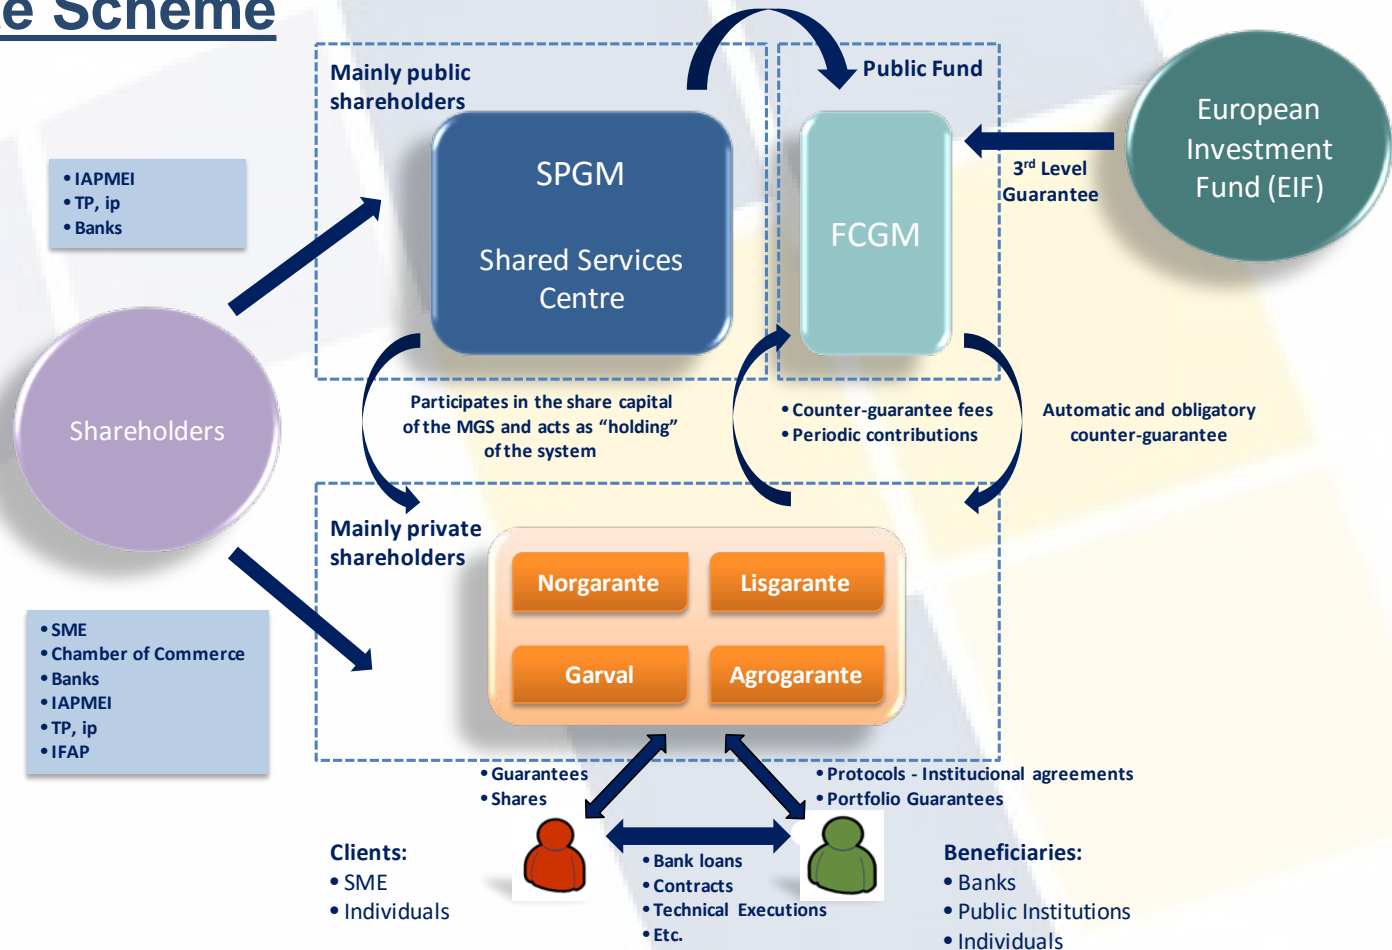 te Scheme
Mainly public
shareholders
Public Fund
European
Investment
Fund (EIF)
SPGM
Shared Services
Centre
FCGM
3rd Level
Guarantee
• IAPMEI
• TP, ip
• Banks
Shareholders
Participates in the share capital
of the MGS and acts as “holding”
of the system
• Counter-guarantee fees
• Periodic contributions
Automatic and obligatory
counter-guarantee
Mainly private
shareholders
Norgarante
Lisgarante
Garval
Agrogarante
• SME
• Chamber of Commerce
• Banks
• IAPMEI
• TP, ip
• IFAP
• Guarantees
• Shares
• Protocols - Institucional agreements
• Portfolio Guarantees
Clients:
• SME
• Individuals
• Bank loans
• Contracts
• Technical Executions
• Etc.
Beneficiaries:
• Banks
• Public Institutions
• Individuals